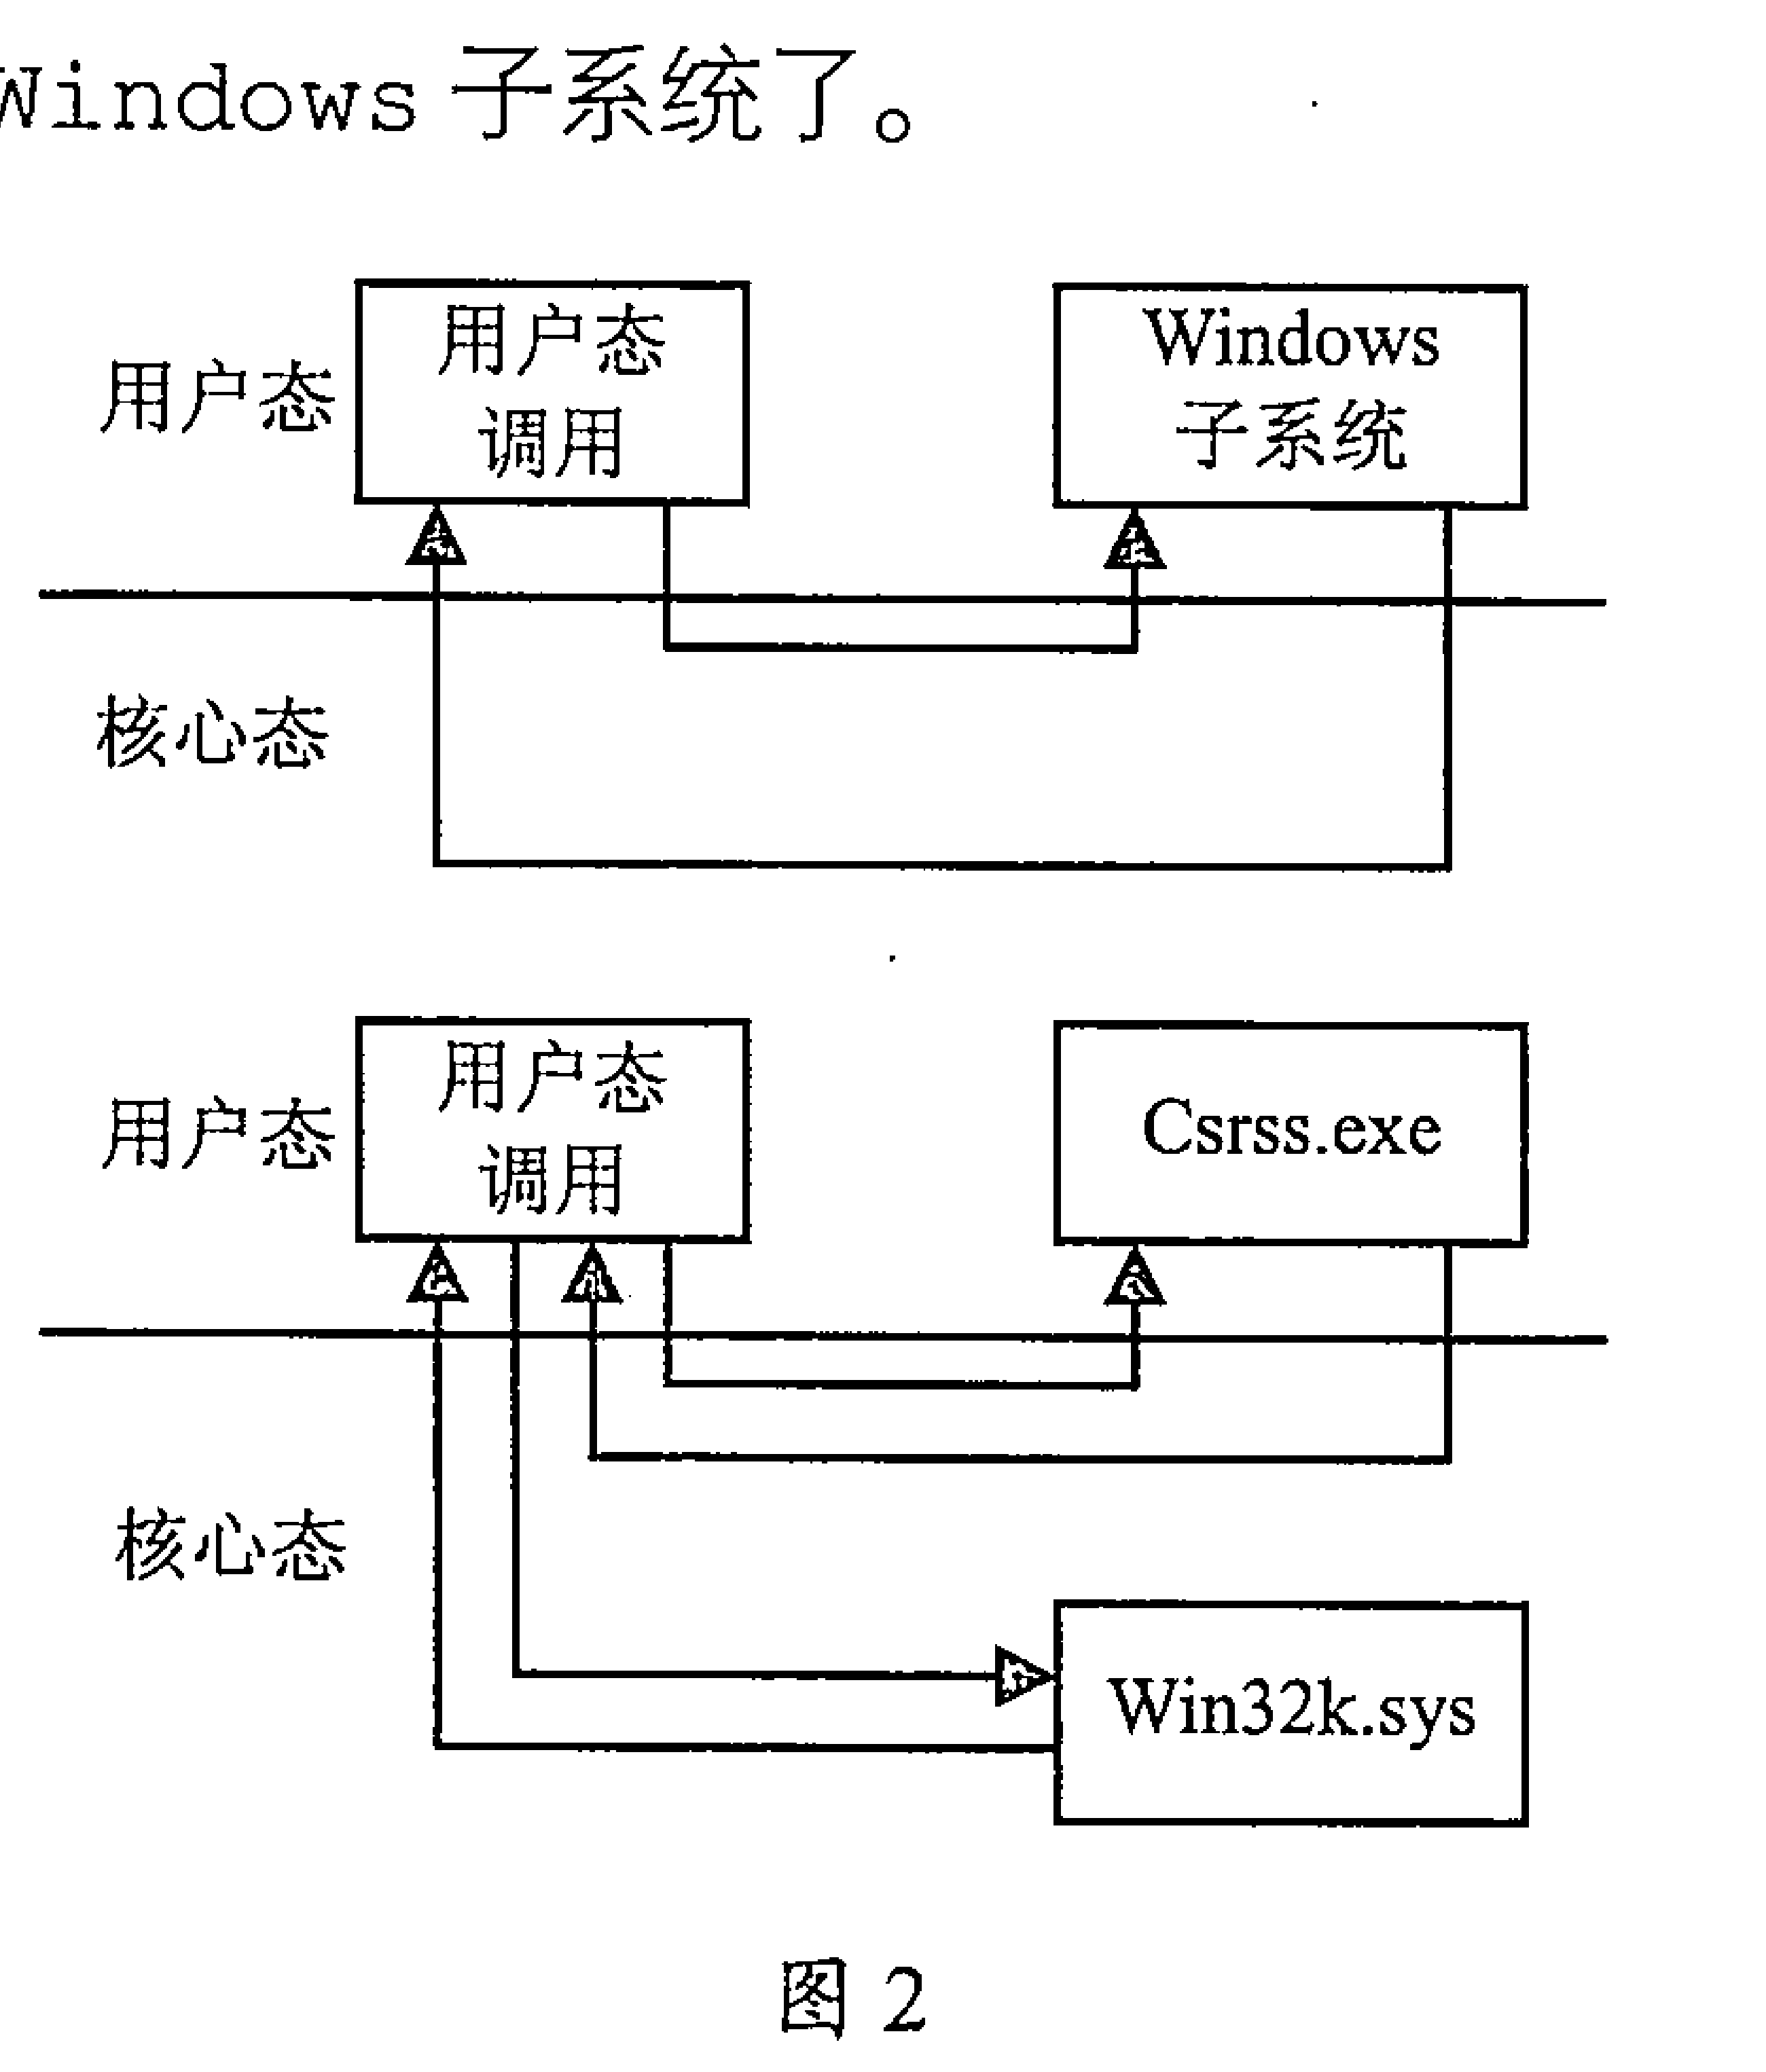 Windows 子系统了。
用户态
用户态
调用
Windows
子系统
核心态
用户态
用户态
调用
Csrss.exe
核心态
Win32k.sys
图 2